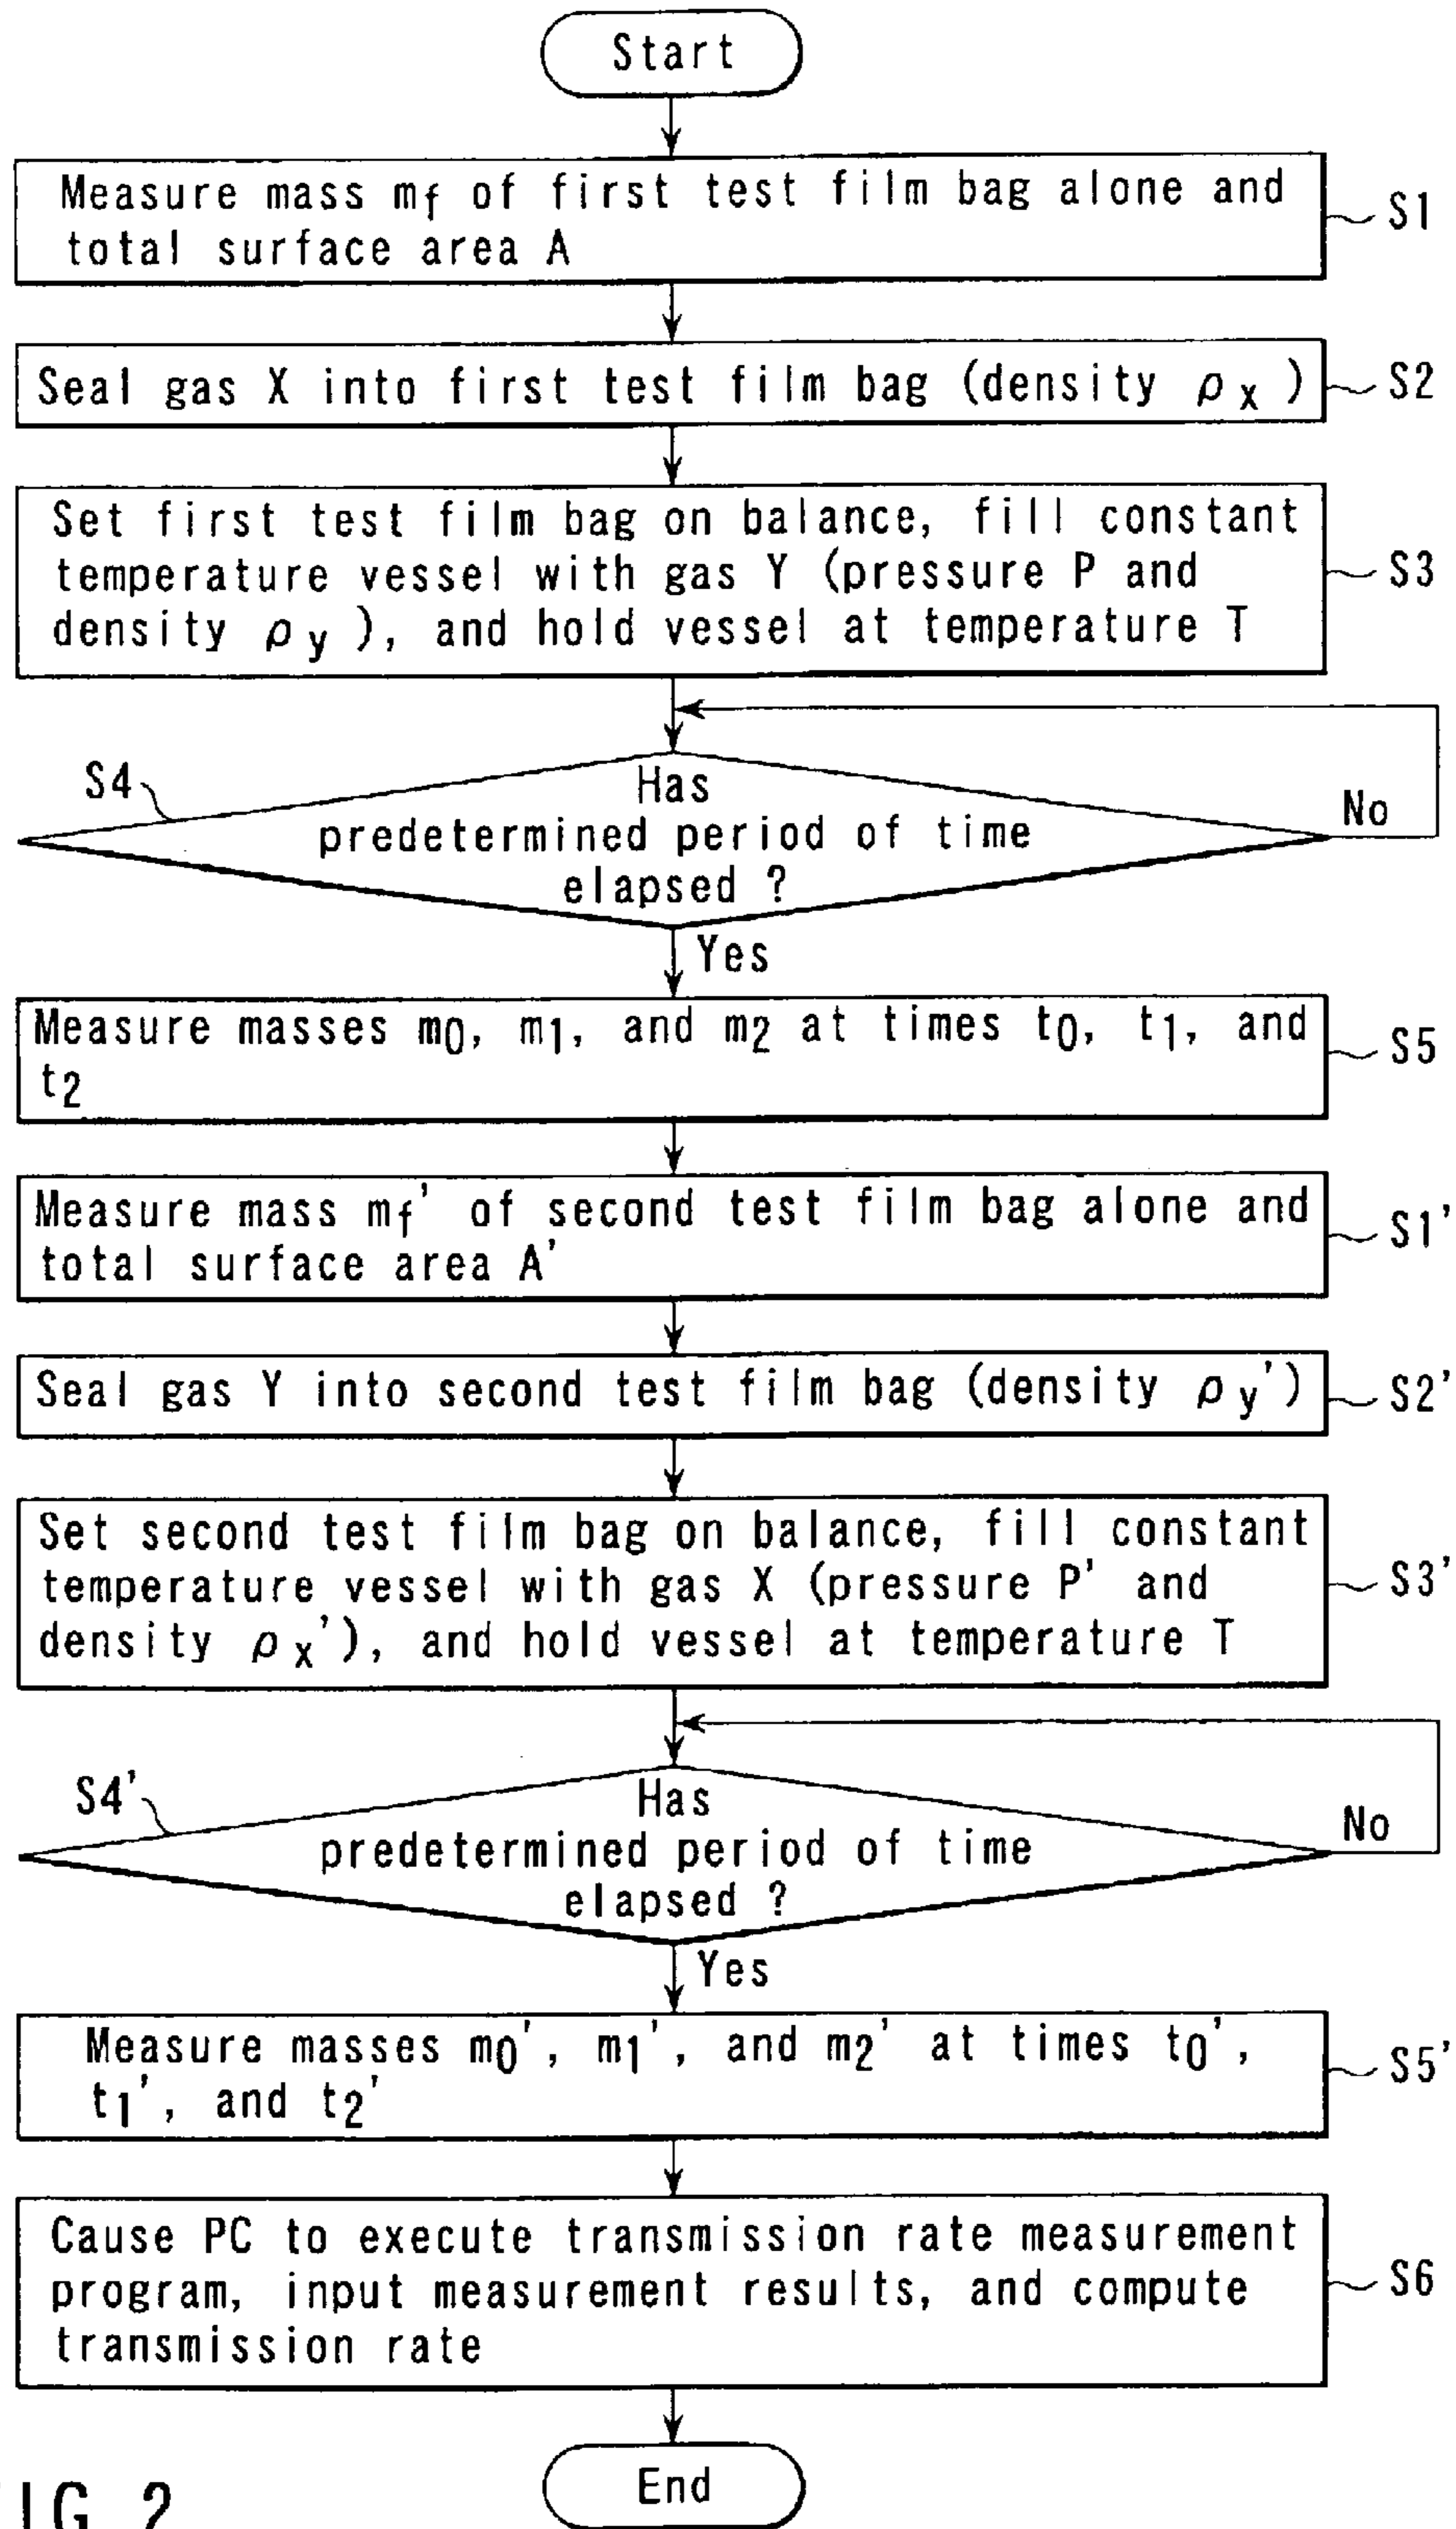 Start
Measure mass mf of first test film bag alone and
total surface area A
S1
Seal gas X into first test film bag (density ρx )
S2
Set first test film bag on balance, fill constant
temperature vessel with gas Y (pressure P and
density ρy ), and hold vessel at temperature T
S3
S4
Has
predetermined period of time
elapsed ?
No
Yes
Measure masses m0, m1, and m2 at times t0, t1, and
t2
S5
Measure mass mf' of second test film bag alone and
total surface area A'
S1'
Seal gas Y into second test film bag (density ρy')
S2'
Set second test film bag on balance, fill constant
temperature vessel with gas X (pressure P' and
density ρx'), and hold vessel at temperature T
S3'
S4'
Has
predetermined period of time
elapsed ?
No
Yes
Measure masses m0', m1', and m2' at times t0',
t1', and t2'
S5'
Cause PC to execute transmission rate measurement
program, input measurement results, and compute
transmission rate
S6
End
IG 2